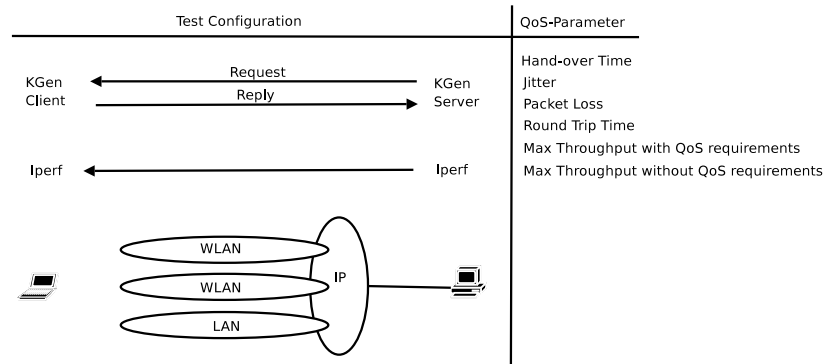 Test Configuration
QoS-Parameter
KGen
Client
Request
Reply
KGen
Server
Hand-over Time
Jitter
Packet Loss
Round Trip Time
Max Throughput with QoS requirements
Iperf
Iperf
Max Throughput without QoS requirements
WLAN
WLAN
LAN
IP